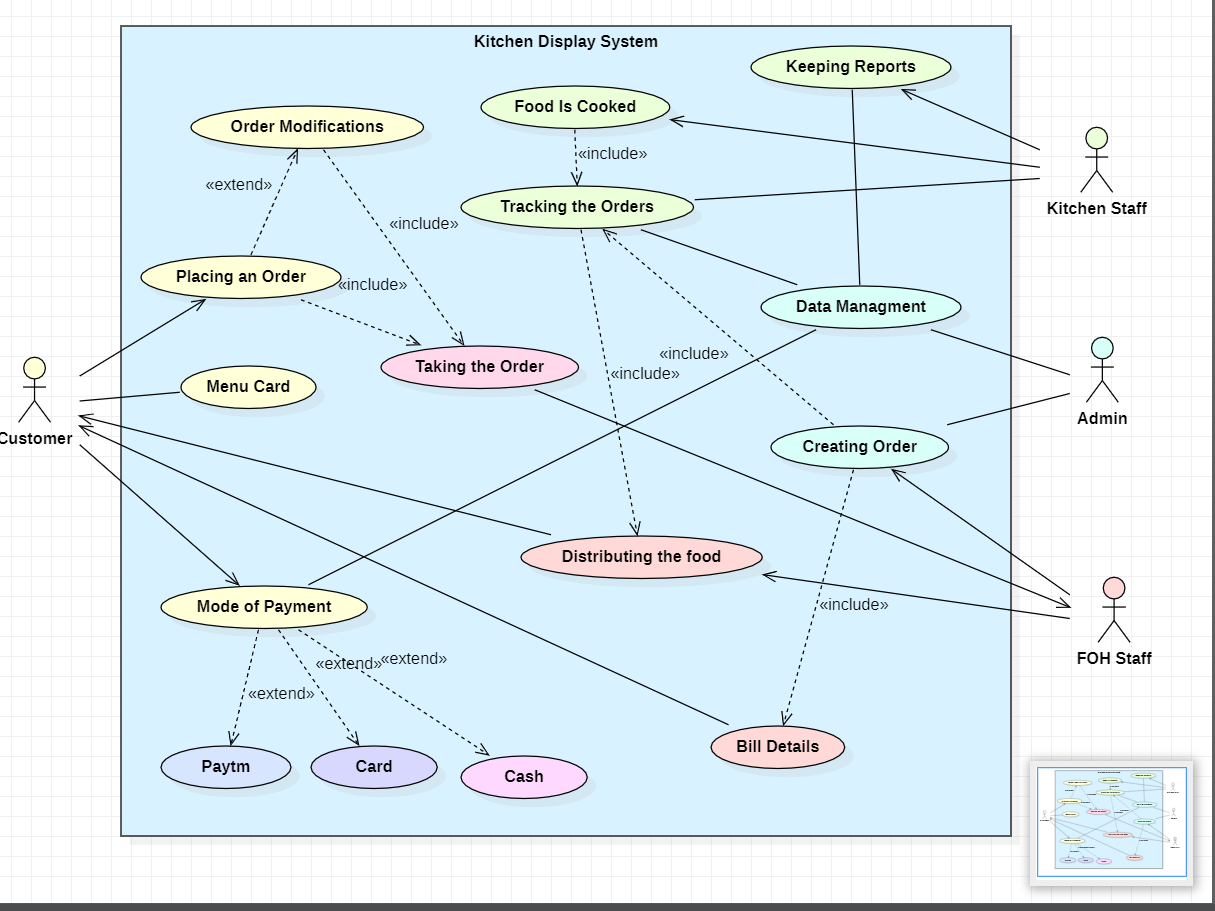 Kitchen Display System
Keeping Reports
Food Is Cooked
Order Modifications
«include»
«extend»
Tracking the Orders
Kitchen Staff
«include»
Placing an Order
«include»
Data Managment
«include»
Taking the Order
«include»
Menu Card
Admin
Customer
Creating Order
Distributing the food
Mode of Payment
«include»
«extend»
«extend»
FOH Staff
«extend»
Bill Details
Paytm
Card
Cash